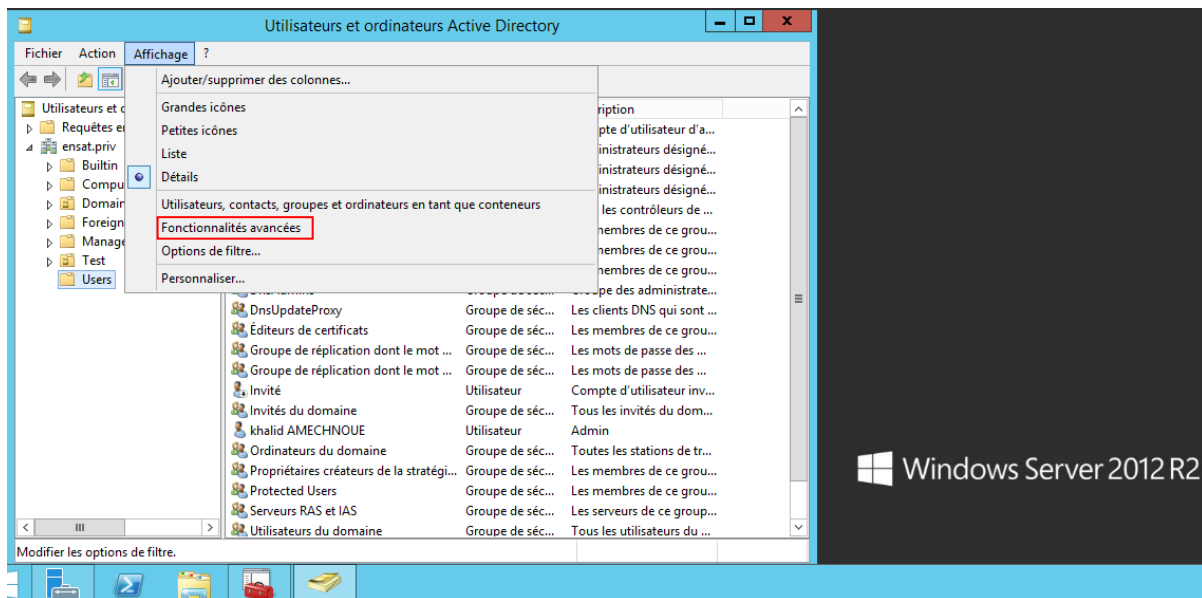 Utilisateurs et ordinateurs Active Directory
Fichier Action Affichage ?
Ajouter/supprimer des colonnes...
Grandes icônes
Petites icônes
Liste
Détails
Utilisateurs, contacts, groupes et ordinateurs en tant que conteneurs
Fonctionnalités avancées
Options de filtre...
Personnaliser...
Utilisateurs et
Requêtes
ensat.priv
Builtin
Compu
Domain
Foreign
Manage
Test
Users
ription
pte d'utilisateur d'a...
inistrateurs désigné...
inistrateurs désigné...
inistrateurs désigné...
les contrôleurs de ...
membres de ce grou...
membres de ce grou...
membres de ce grou...
pe des administrate...
DnsUpdateProxy Groupe de séc... Les clients DNS qui sont ...
Éditeurs de certificats Groupe de séc... Les membres de ce grou...
Groupe de réplication dont le mot ... Groupe de séc... Les mots de passe des ...
Groupe de réplication dont le mot ... Groupe de séc... Les mots de passe des ...
Invité Utilisateur Compte d'utilisateur inv...
Invités du domaine Groupe de séc... Tous les invités du dom...
khalid AMECHNOUE Utilisateur Admin
Ordinateurs du domaine Groupe de séc... Toutes les stations de tr...
Propriétaires créateurs de la stratégi... Groupe de séc... Les membres de ce grou...
Protected Users Groupe de séc... Les membres de ce grou...
Serveurs RAS et IAS Groupe de séc... Les serveurs de ce group...
Utilisateurs du domaine Groupe de séc... Tous les utilisateurs du ...
Modifier les options de filtre.
Windows Server 2012 R2